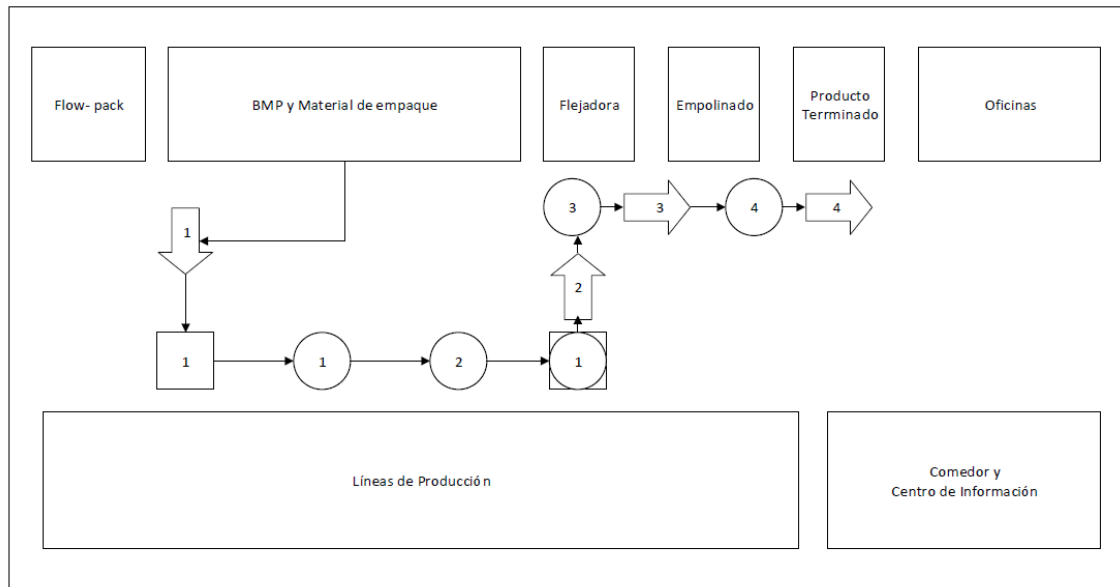 Flow- pack
BMP y Material de empaque
Flejadora
Empolinado
Producto
Terrminado
Oficinas
1
3
3
4
4
2
1
1
2
1
Líneas de Producción
Comedor y
Centro de Información